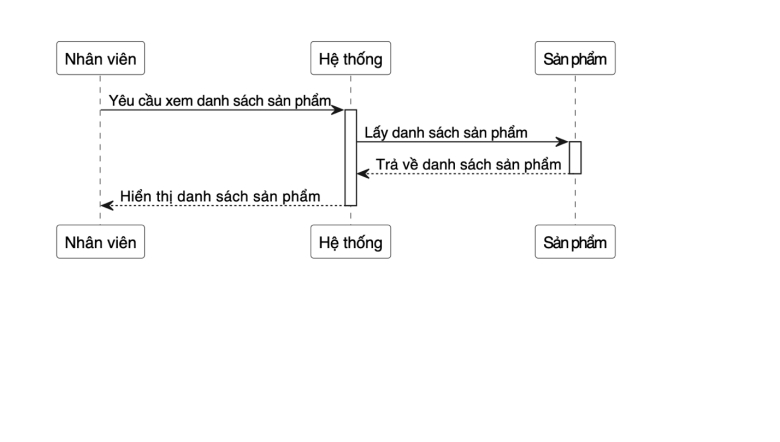 Nhân viên
Hệ thống
Sản phẩm
Yêu cầu xem danh sách sản phẩm
Lấy danh sách sản phẩm
Trả về danh sách sản phẩm
Hiển thị danh sách sản phẩm
Nhân viên
Hệ thống
Sản phẩm